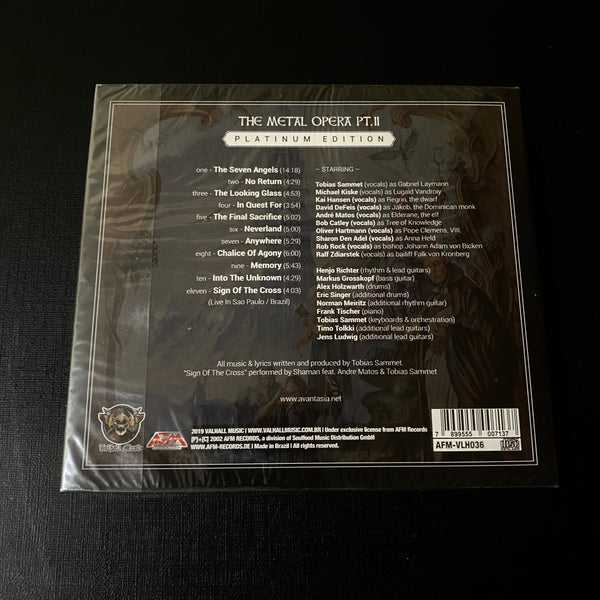 THE METAL OPERA PT.II
PLATINUM EDITION
one - The Seven Angels (14:18)
two - No Return (4:29)
three - The Looking Glass (4:53)
four - In Quest For (3:54)
five - The Final Sacrifice (5:02)
six - Neverland (5:02)
seven - Anywhere (5:29)
eight - Chalice Of Agony (6:00)
nine - Memory (5:43)
ten - Into The Unknown (4:29)
eleven - Sign Of The Cross (4:03)
(Live In Sao Paulo / Brazil)
– STARRING –
Tobias Sammet (vocals) as Gabriel Laymann
Michael Kiske (vocals) as Lugaid Vandroiy
Kai Hansen (vocals) as Regrin, the dwarf
David DeFeis (vocals) as Jakob, the Dominican monk
André Matos (vocals) as Elderane, the elf
Bob Catley (vocals) as Tree of Knowledge
Oliver Hartmann (vocals) as Pope Clemens, VIII.
Sharon Den Adel (vocals) as Anna Held
Rob Rock (vocals) as bishop Johann Adam von Bicken
Ralf Zdiarstek (vocals) as bailiff Falk von Kronberg
Henjo Richter (rhythm & lead guitars)
Markus Grosskopf (bass guitar)
Alex Holzwarth (drums)
Eric Singer (additional drums)
Norman Meiritz (additional rhythm guitar)
Frank Tischer (piano)
Tobias Sammet (keyboards & orchestration)
Timo Tolkki (additional lead guitars)
Jens Ludwig (additional lead guitars)
All music & lyrics written and produced by Tobias Sammet.
"Sign Of The Cross" performed by Shaman feat. Andre Matos & Tobias Sammet
www.avantasia.net
AFM
2019 VALHALL MUSIC | WWW.VALHALLMUSIC.COM.BR | Under exclusive license from AFM Records
[P]+[C] 2002 AFM RECORDS, a division of Soulfood Music Distribution GmbH
WWW.AFM-RECORDS.DE | Made in Brazil | All rights reserved.
7 899555 007137
AFM-VLH036